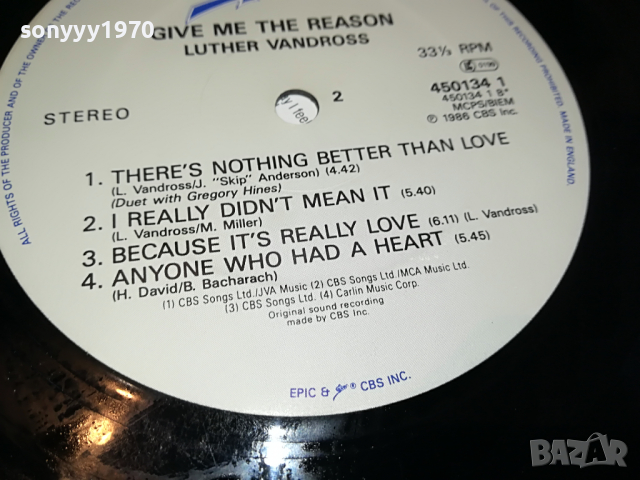 sonyyy1970
GIVE ME THE REASON
LUTHER VANDROSS
33⅓ RPM
STEREO
2
450134 1
450134 1 B*
MCPS/BIEM
℗ 1986 CBS Inc.
1. THERE'S NOTHING BETTER THAN LOVE
(L. Vandross/J. "Skip" Anderson) (4.42)
(Duet with Gregory Hines)
2. I REALLY DIDN'T MEAN IT (5.40)
(L. Vandross/M. Miller)
3. BECAUSE IT'S REALLY LOVE (6.11) (L. Vandross)
4. ANYONE WHO HAD A HEART (5.45)
(H. David/B. Bacharach)
(1) CBS Songs Ltd./JVA Music (2) CBS Songs Ltd./MCA Music Ltd.
(3) CBS Songs Ltd. (4) Carlin Music Corp.
Original sound recording
made by CBS Inc.
EPIC & ® CBS INC.
ALL RIGHTS OF THE PRODUCER AND OF THE OWNER OF THE
OF THIS RECORDING PROHIBITED. MADE IN ENGLAND.
BAZAR